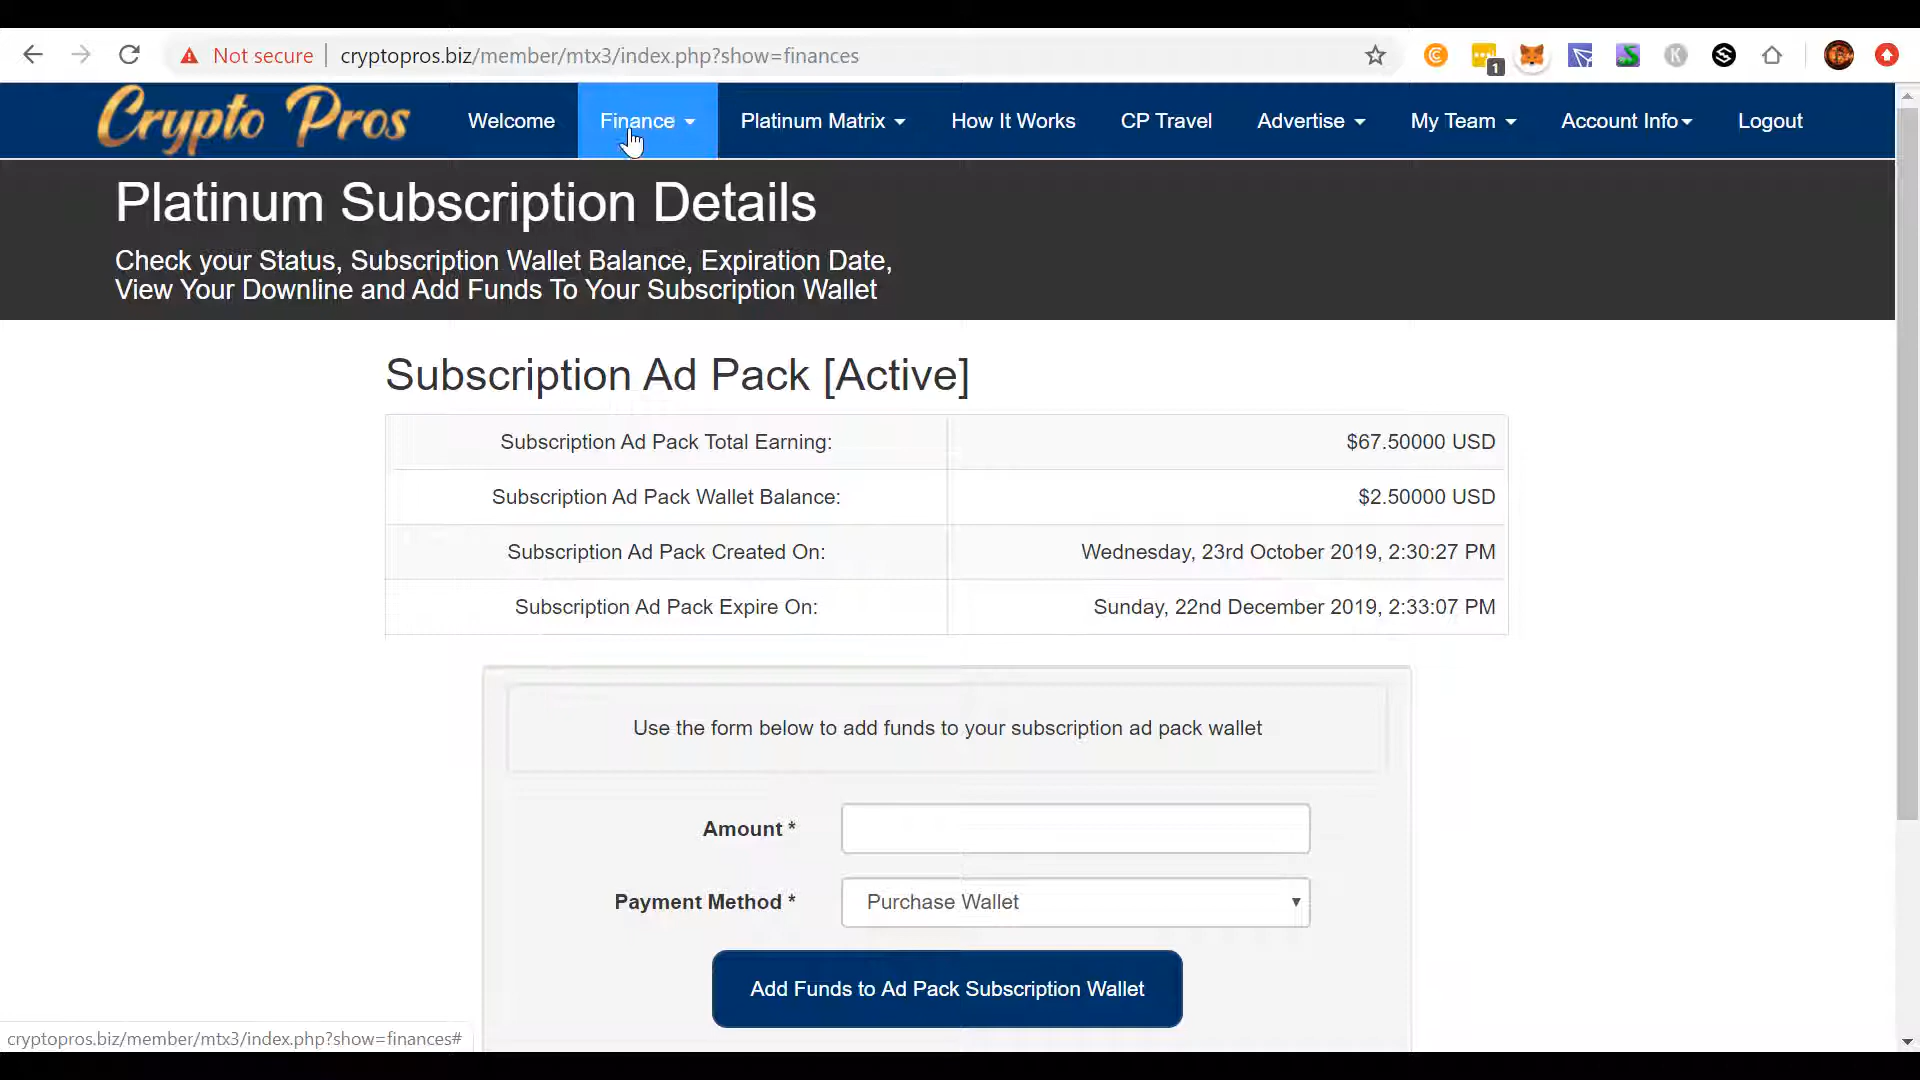 Not secure
cryptopros.biz/member/mtx3/index.php?show=finances
1
Crypto Pros
Welcome
Finance
Platinum Matrix
How It Works
CP Travel
Advertise
My Team
Account Info
Logout
Platinum Subscription Details
Check your Status, Subscription Wallet Balance, Expiration Date,
View Your Downline and Add Funds To Your Subscription Wallet
Subscription Ad Pack [Active]
Subscription Ad Pack Total Earning: $67.50000 USD
Subscription Ad Pack Wallet Balance: $2.50000 USD
Subscription Ad Pack Created On: Wednesday, 23rd October 2019, 2:30:27 PM
Subscription Ad Pack Expire On: Sunday, 22nd December 2019, 2:33:07 PM
Use the form below to add funds to your subscription ad pack wallet
Amount *
Payment Method * Purchase Wallet
Add Funds to Ad Pack Subscription Wallet
cryptopros.biz/member/mtx3/index.php?show=finances#